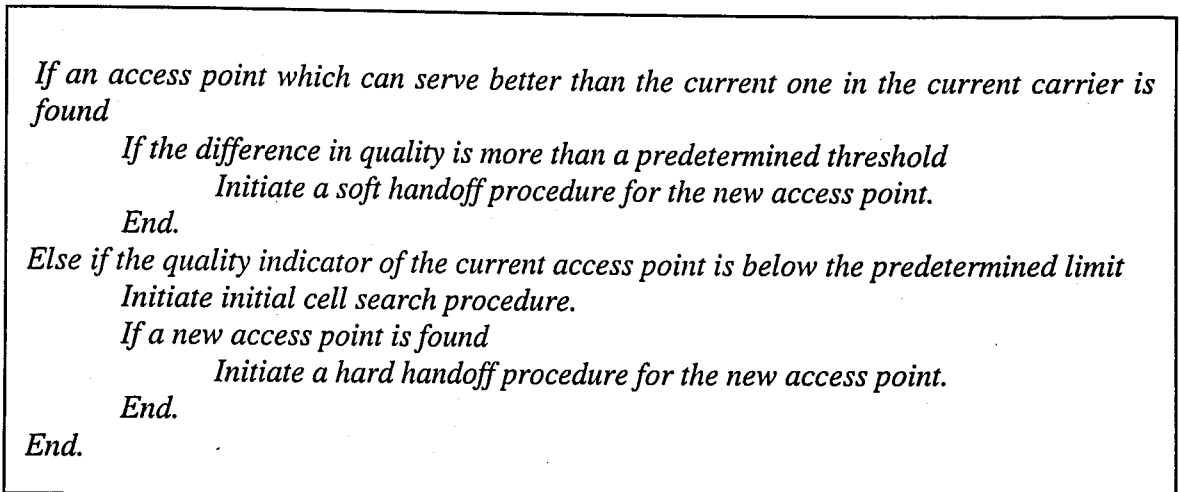 If an access point which can serve better than the current one in the current carrier is
found
If the difference in quality is more than a predetermined threshold
Initiate a soft handoff procedure for the new access point.
End.
Else if the quality indicator of the current access point is below the predetermined limit
Initiate initial cell search procedure.
If a new access point is found
Initiate a hard handoff procedure for the new access point.
End.
End.